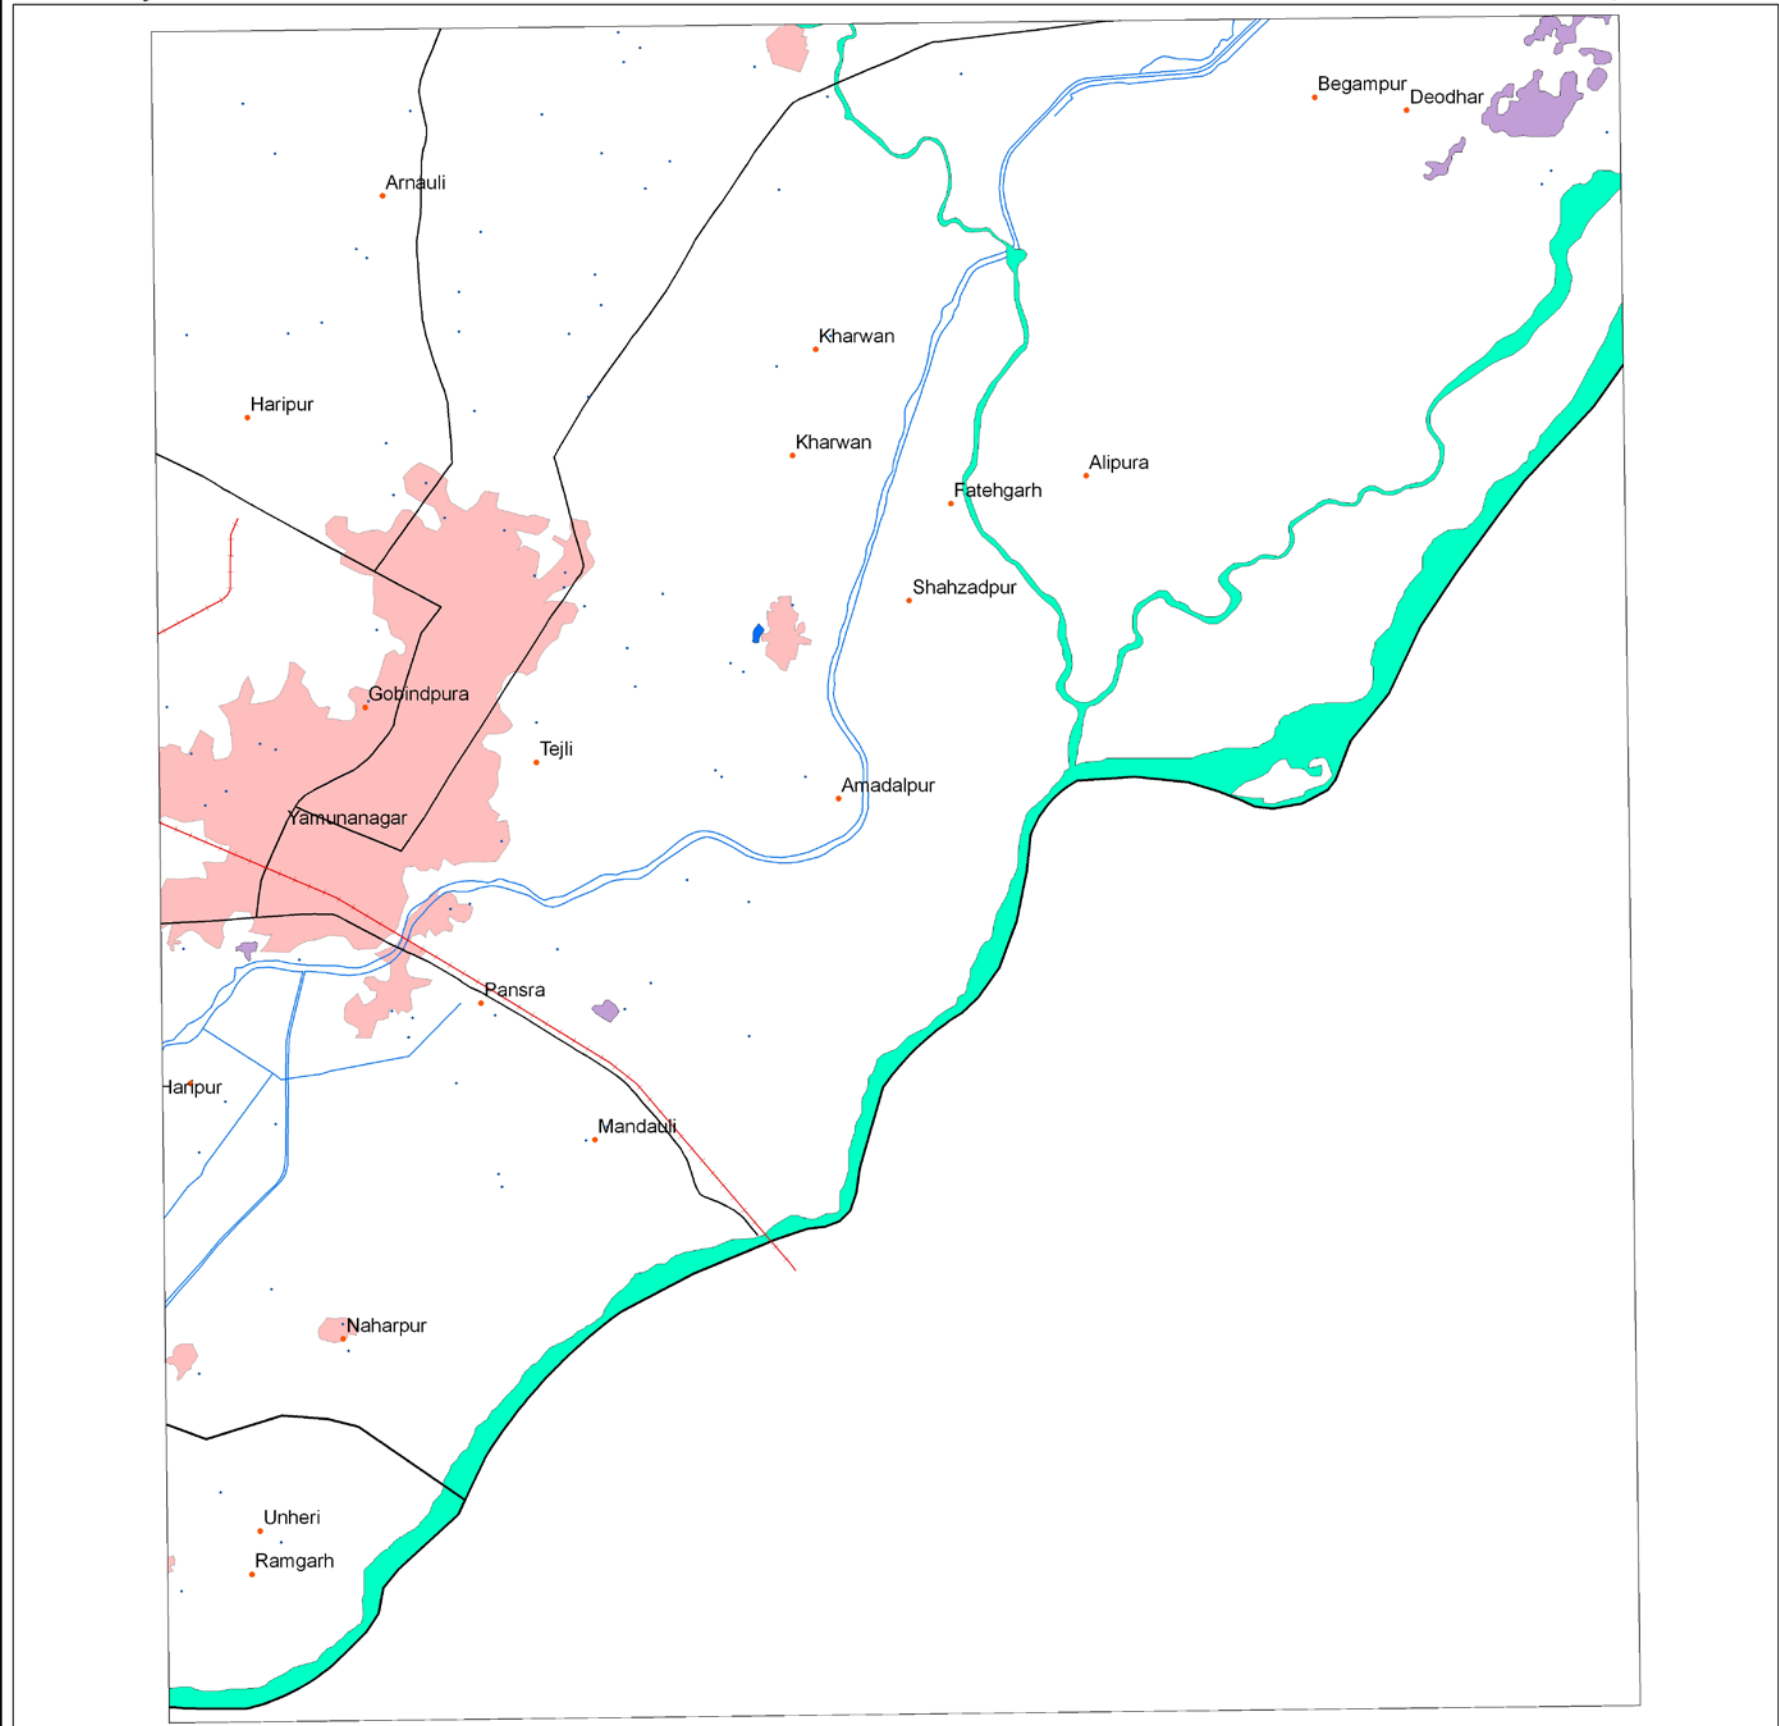 Begampur
Deodhar
Arnauli
Kharwan
Haripur
Kharwan
Alipura
Fatehgarh
Shahzadpur
Gobindpura
Tejli
Amadalpur
Yamunanagar
Pansra
Haripur
Mandauli
Naharpur
Unheri
Ramgarh